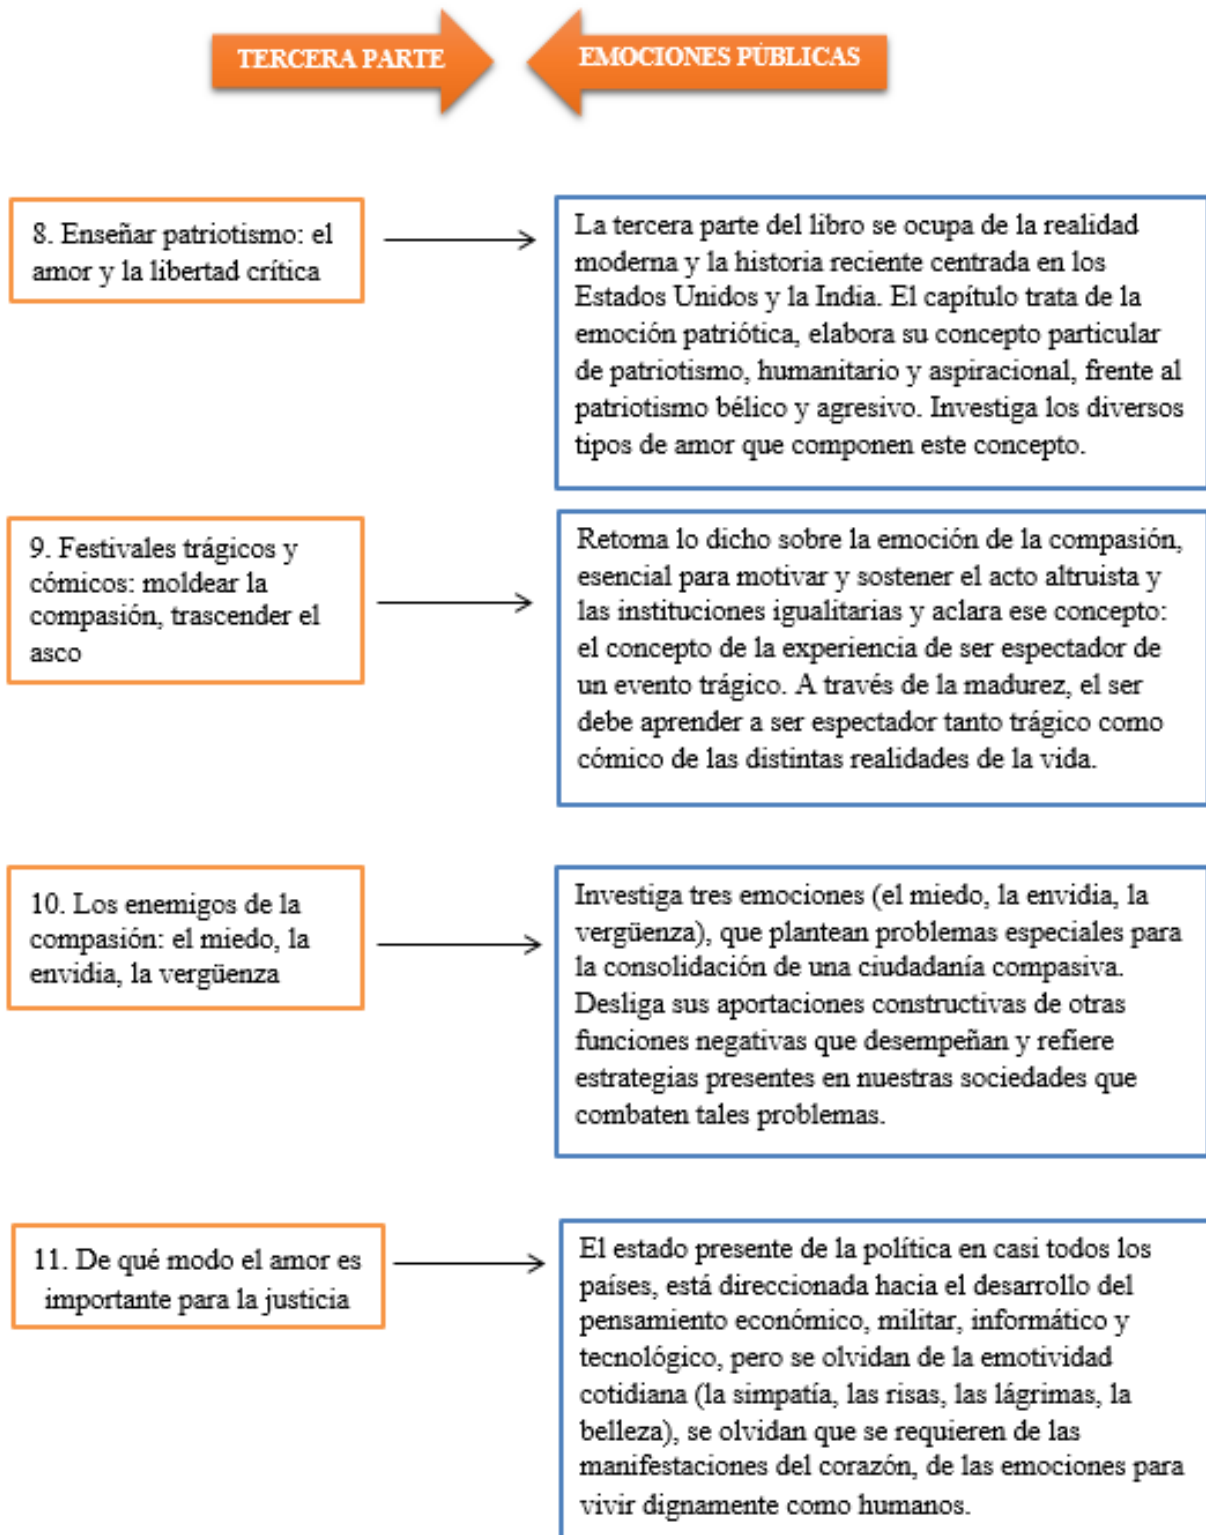 TERCERA PARTE
EMOCIONES PÚBLICAS
8. Enseñar patriotismo: el
amor y la libertad crítica
La tercera parte del libro se ocupa de la realidad
moderna y la historia reciente centrada en los
Estados Unidos y la India. El capítulo trata de la
emoción patriótica, elabora su concepto particular
de patriotismo, humanitario y aspiracional, frente al
patriotismo bélico y agresivo. Investiga los diversos
tipos de amor que componen este concepto.
9. Festivales trágicos y
cómicos: moldear la
compasión, trascender el
asco
Retoma lo dicho sobre la emoción de la compasión,
esencial para motivar y sostener el acto altruista y
las instituciones igualitarias y aclara ese concepto:
el concepto de la experiencia de ser espectador de
un evento trágico. A través de la madurez, el ser
debe aprender a ser espectador tanto trágico como
cómico de las distintas realidades de la vida.
10. Los enemigos de la
compasión: el miedo, la
envidia, la vergüenza
Investiga tres emociones (el miedo, la envidia, la
vergüenza), que plantean problemas especiales para
la consolidación de una ciudadanía compasiva.
Desliga sus aportaciones constructivas de otras
funciones negativas que desempeñan y refiere
estrategias presentes en nuestras sociedades que
combaten tales problemas.
11. De qué modo el amor es
importante para la justicia
El estado presente de la política en casi todos los
países, está direccionada hacia el desarrollo del
pensamiento económico, militar, informático y
tecnológico, pero se olvidan de la emotividad
cotidiana (la simpatía, las risas, las lágrimas, la
belleza), se olvidan que se requieren de las
manifestaciones del corazón, de las emociones para
vivir dignamente como humanos.